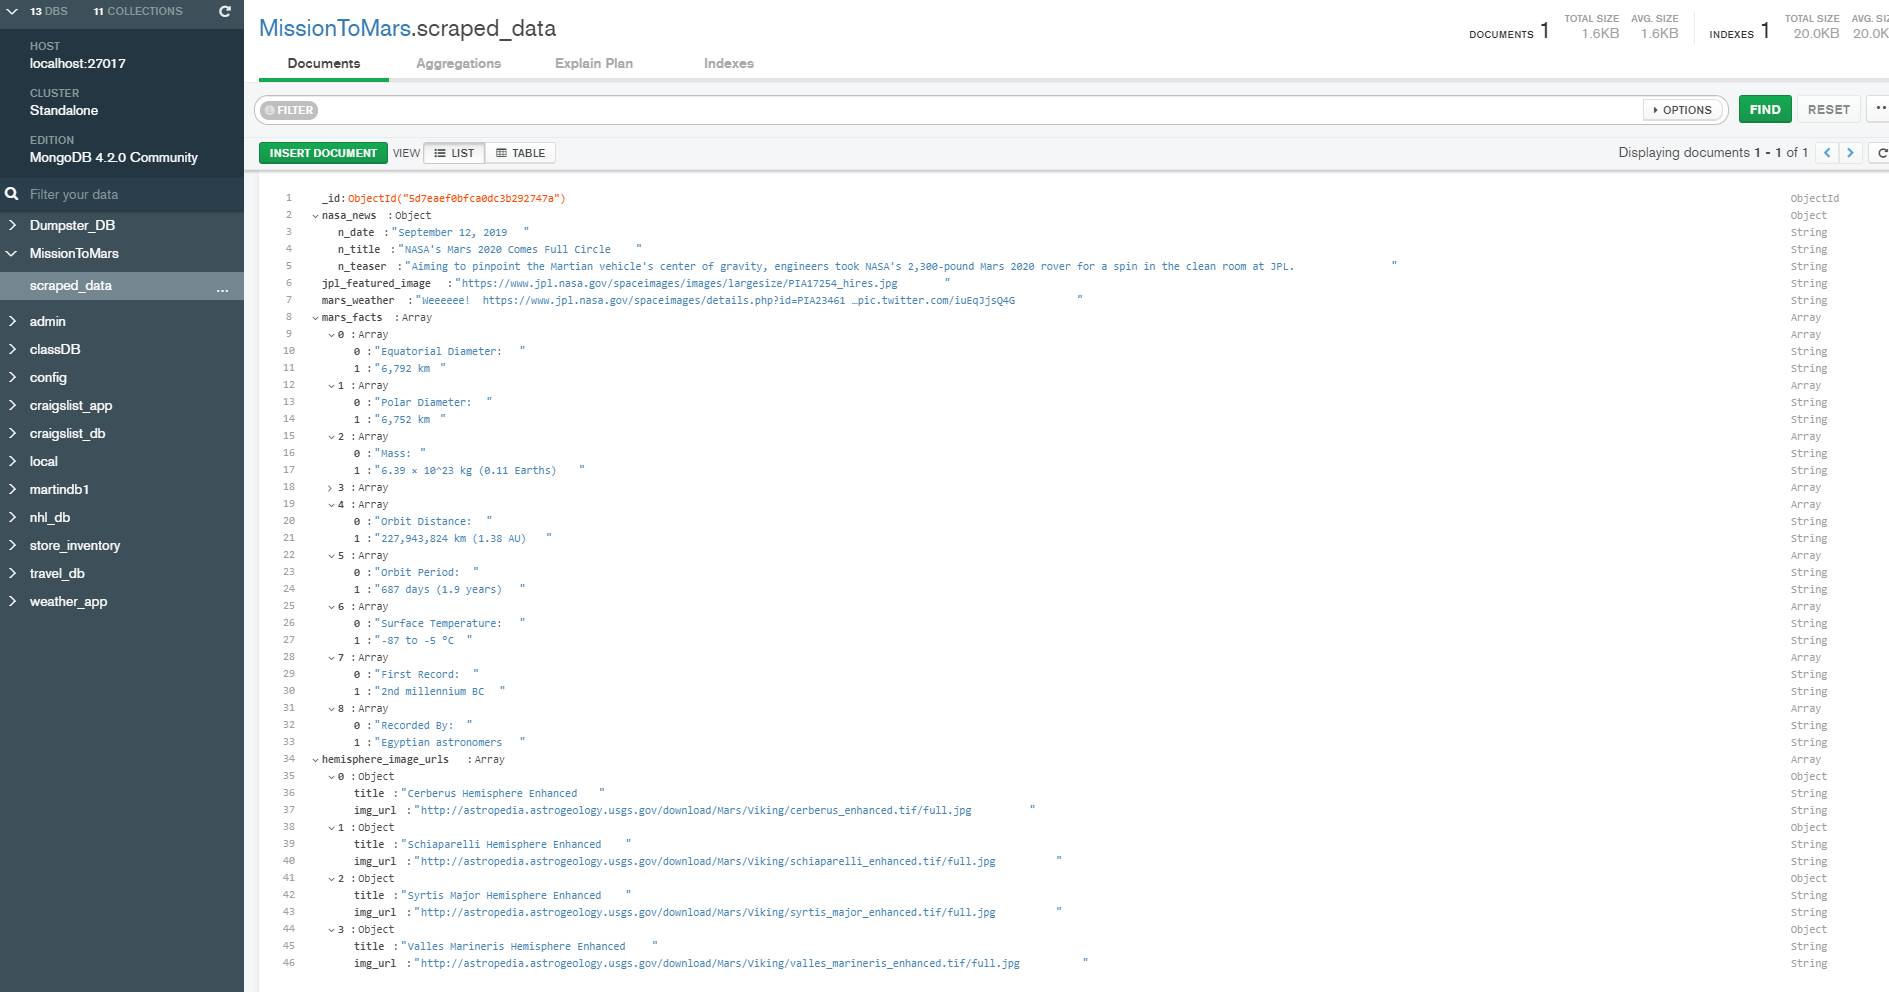 13 DBS 11 COLLECTIONS
HOST
localhost:27017
CLUSTER
Standalone
EDITION
MongoDB 4.2.0 Community
Filter your data
Dumpster_DB
MissionToMars
scraped_data ...
admin
classDB
config
craigslist_app
craigslist_db
local
martindb1
nhl_db
store_inventory
travel_db
weather_app
MissionToMars.scraped_data
DOCUMENTS 1 TOTAL SIZE 1.6KB AVG. SIZE 1.6KB INDEXES 1 TOTAL SIZE 20.0KB AVG. SIZ 20.0K
Documents Aggregations Explain Plan Indexes
FILTER OPTIONS FIND RESET
INSERT DOCUMENT VIEW LIST TABLE Displaying documents 1 - 1 of 1
1 _id:ObjectId("5d7eaef0bfca0dc3b292747a") ObjectId
2 nasa_news :Object Object
3 n_date :"September 12, 2019 " String
4 n_title :"NASA's Mars 2020 Comes Full Circle " String
5 n_teaser :"Aiming to pinpoint the Martian vehicle's center of gravity, engineers took NASA's 2,300-pound Mars 2020 rover for a spin in the clean room at JPL. " String
6 jpl_featured_image :"https://www.jpl.nasa.gov/spaceimages/images/largesize/PIA17254_hires.jpg " String
7 mars_weather :"Weeeeee! https://www.jpl.nasa.gov/spaceimages/details.php?id=PIA23461 …pic.twitter.com/iuEqJjsQ4G " String
8 mars_facts :Array Array
9 0 :Array Array
10 0 :"Equatorial Diameter: " String
11 1 :"6,792 km " String
12 1 :Array Array
13 0 :"Polar Diameter: " String
14 1 :"6,752 km " String
15 2 :Array Array
16 0 :"Mass: " String
17 1 :"6.39 × 10^23 kg (0.11 Earths) " String
18 3 :Array Array
19 4 :Array Array
20 0 :"Orbit Distance: " String
21 1 :"227,943,824 km (1.38 AU) " String
22 5 :Array Array
23 0 :"Orbit Period: " String
24 1 :"687 days (1.9 years) " String
25 6 :Array Array
26 0 :"Surface Temperature: " String
27 1 :"-87 to -5 °C " String
28 7 :Array Array
29 0 :"First Record: " String
30 1 :"2nd millennium BC " String
31 8 :Array Array
32 0 :"Recorded By: " String
33 1 :"Egyptian astronomers " String
34 hemisphere_image_urls :Array Array
35 0 :Object Object
36 title :"Cerberus Hemisphere Enhanced " String
37 img_url :"http://astropedia.astrogeology.usgs.gov/download/Mars/Viking/cerberus_enhanced.tif/full.jpg " String
38 1 :Object Object
39 title :"Schiaparelli Hemisphere Enhanced " String
40 img_url :"http://astropedia.astrogeology.usgs.gov/download/Mars/Viking/schiaparelli_enhanced.tif/full.jpg " String
41 2 :Object Object
42 title :"Syrtis Major Hemisphere Enhanced " String
43 img_url :"http://astropedia.astrogeology.usgs.gov/download/Mars/Viking/syrtis_major_enhanced.tif/full.jpg " String
44 3 :Object Object
45 title :"Valles Marineris Hemisphere Enhanced " String
46 img_url :"http://astropedia.astrogeology.usgs.gov/download/Mars/Viking/valles_marineris_enhanced.tif/full.jpg " String